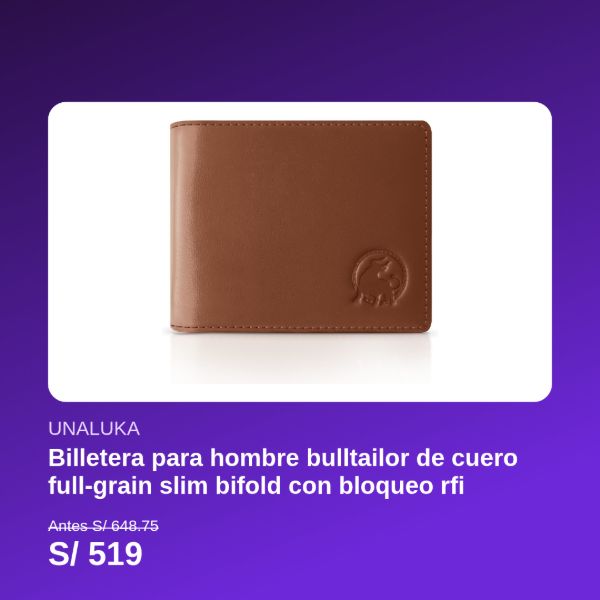 UNALUKA
Billetera para hombre bulltailor de cuero
full-grain slim bifold con bloqueo rfi
Antes S/ 648.75
S/ 519